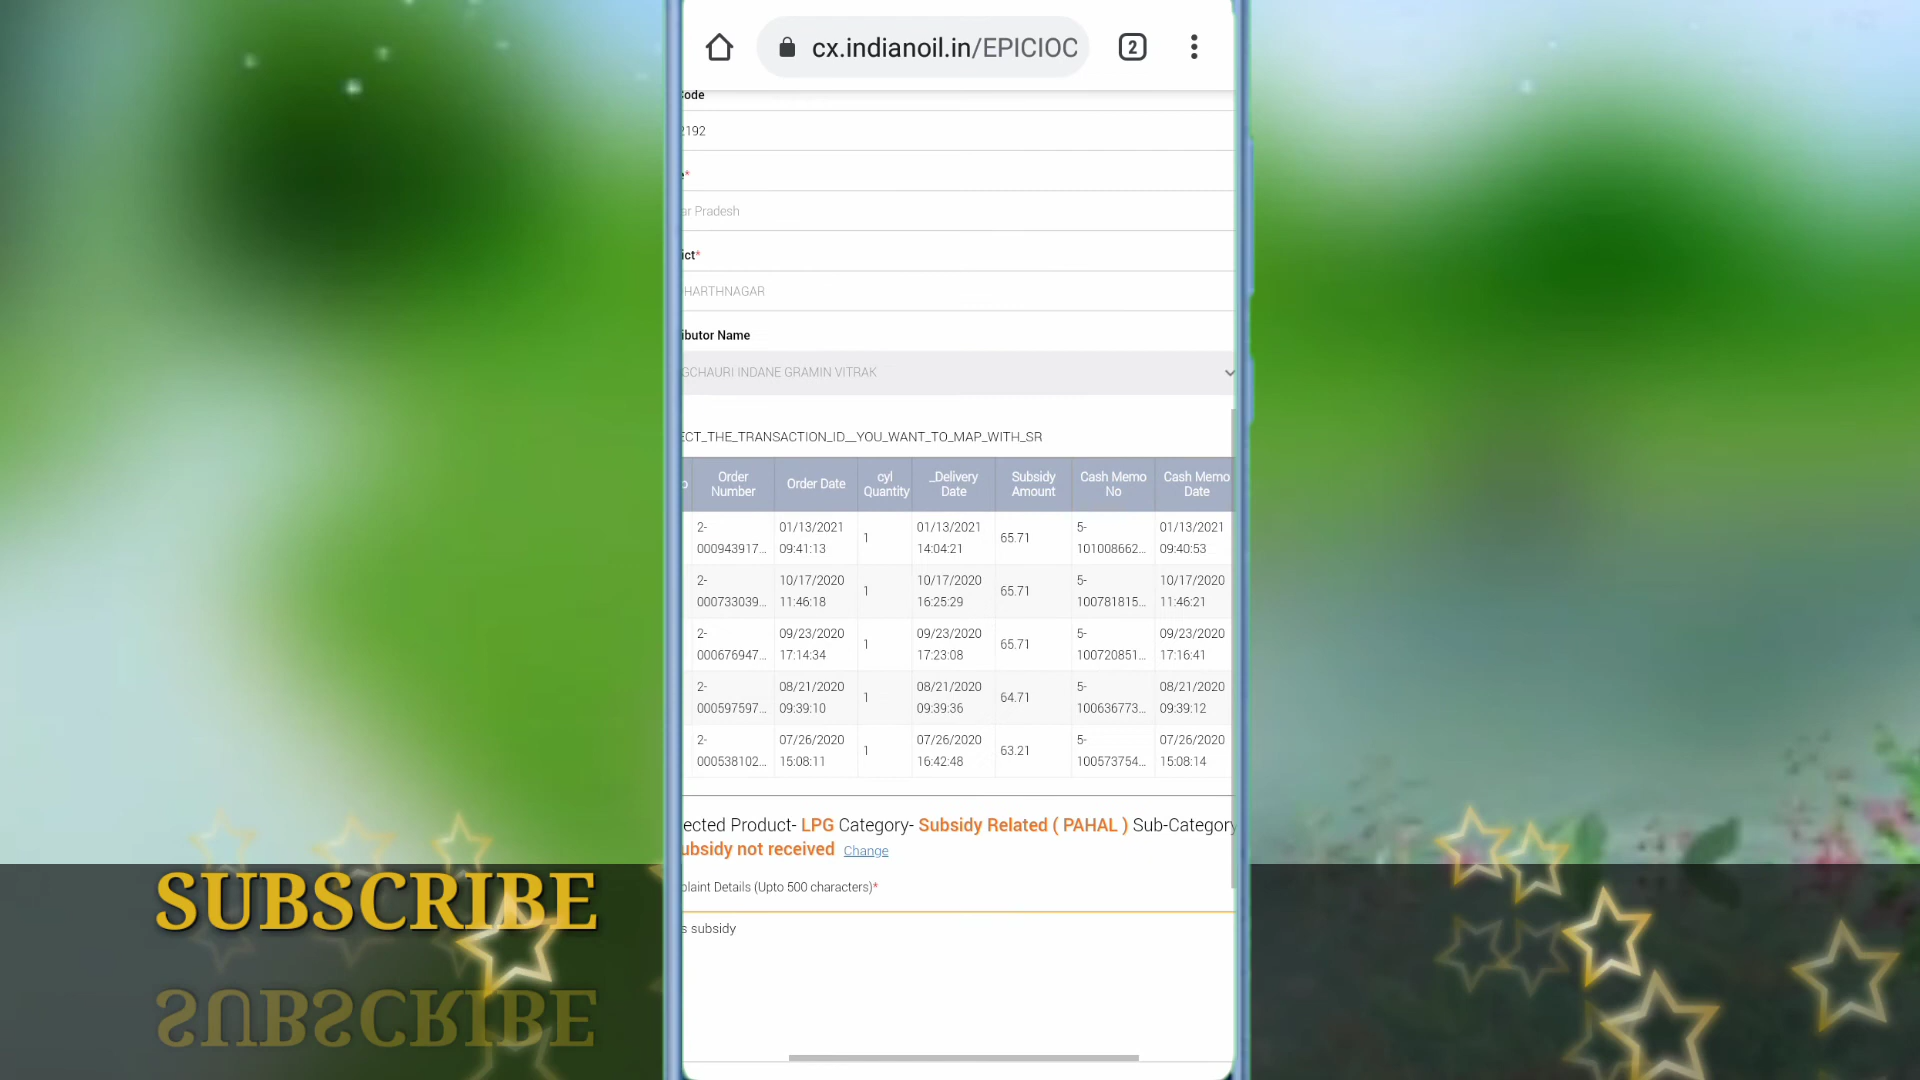 cx.indianoil.in/EPICIOC
2
Code
2192
e*
ar Pradesh
ict*
HARTHNAGAR
ibutor Name
GCHAURI INDANE GRAMIN VITRAK
ECT_THE_TRANSACTION_ID__YOU_WANT_TO_MAP_WITH_SR
Order Number Order Date cyl Quantity _Delivery Date Subsidy Amount Cash Memo No Cash Memo Date
2-000943917... 01/13/2021 09:41:13 1 01/13/2021 14:04:21 65.71 5-101008662... 01/13/2021 09:40:53
2-000733039... 10/17/2020 11:46:18 1 10/17/2020 16:25:29 65.71 5-100781815... 10/17/2020 11:46:21
2-000676947... 09/23/2020 17:14:34 1 09/23/2020 17:23:08 65.71 5-100720851... 09/23/2020 17:16:41
2-000597597... 08/21/2020 09:39:10 1 08/21/2020 09:39:36 64.71 5-100636773... 08/21/2020 09:39:12
2-000538102... 07/26/2020 15:08:11 1 07/26/2020 16:42:48 63.21 5-100573754... 07/26/2020 15:08:14
ected Product- LPG Category- Subsidy Related ( PAHAL ) Sub-Category
ubsidy not received Change
plaint Details (Upto 500 characters)*
s subsidy
SUBSCRIBE